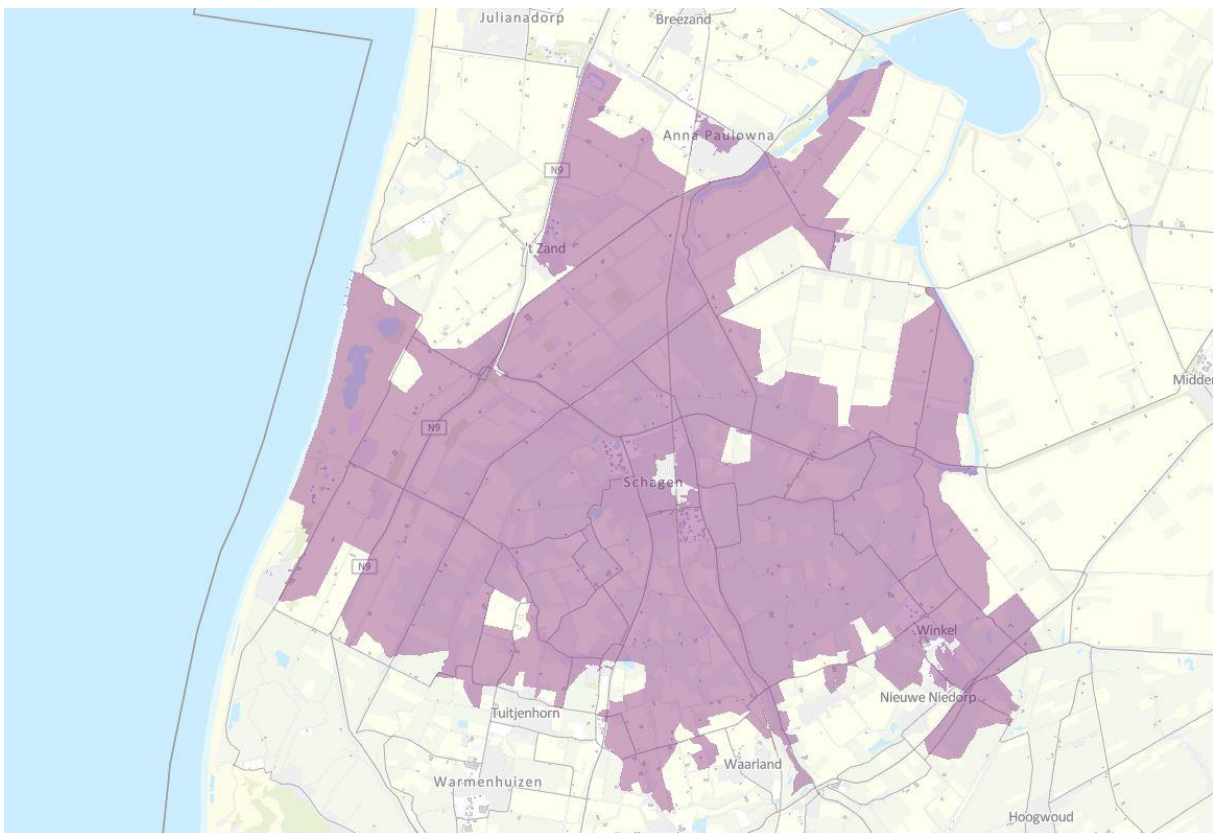 Julianadorp
Breezand
Anna Paulowna
N9
't Zand
Midden
N9
Schagen
N9
Winkel
Nieuwe Niedorp
Tuitjenhorn
Waarland
Warmenhuizen
Hoogwoud